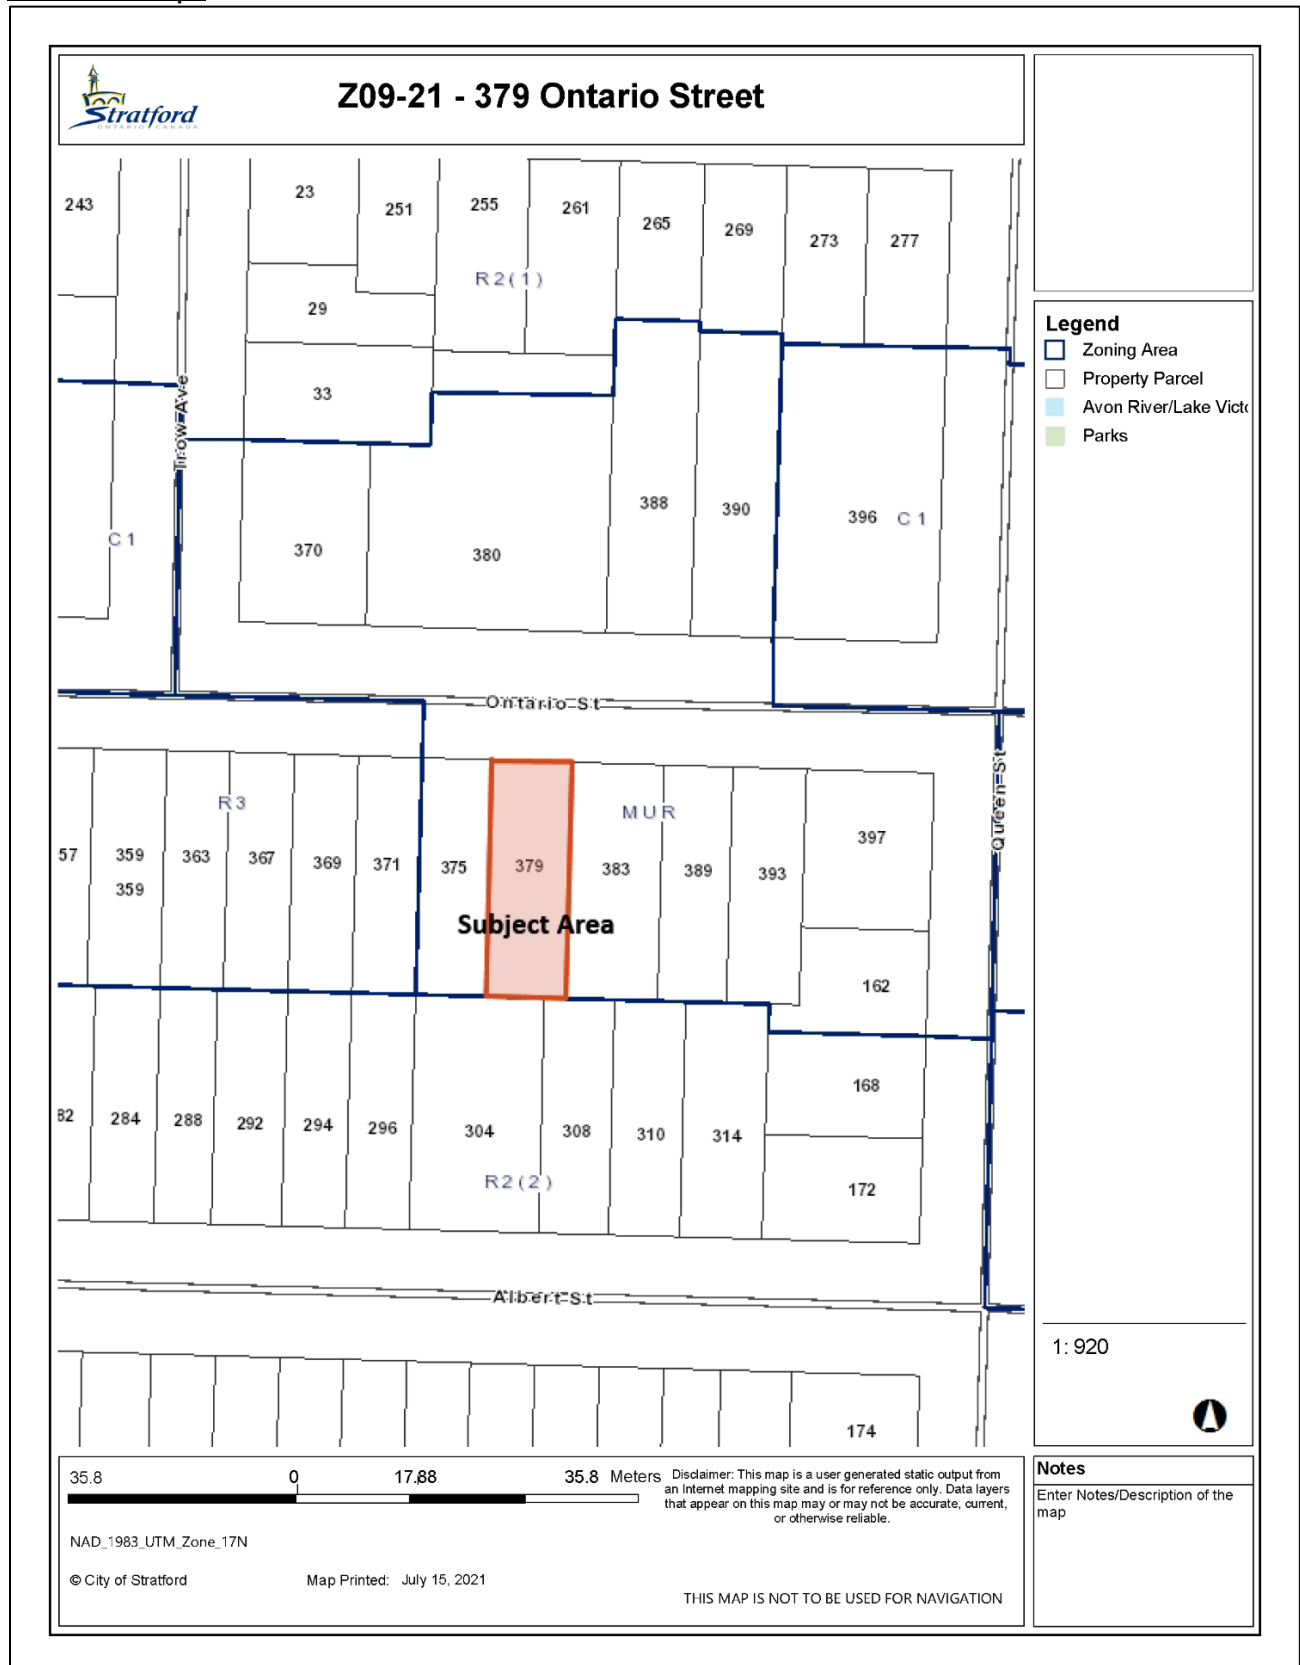 Stratford
ONTARIO CANADA
Z09-21 - 379 Ontario Street
243
23
251
255
261
265
269
273
277
R2(1)
29
33
Trow Ave
C1
370
380
388
390
396
C1
Ontario St
R3
MUR
Queen St
57
359
363
367
369
371
375
379
383
389
393
397
359
Subject Area
162
82
284
288
292
294
296
304
308
310
314
168
R2(2)
172
Albert St
174
Legend
Zoning Area
Property Parcel
Avon River/Lake Victo
Parks
1: 920
35.8
0
17.88
35.8 Meters
Disclaimer: This map is a user generated static output from
an Internet mapping site and is for reference only. Data layers
that appear on this map may or may not be accurate, current,
or otherwise reliable.
NAD_1983_UTM_Zone_17N
© City of Stratford
Map Printed: July 15, 2021
THIS MAP IS NOT TO BE USED FOR NAVIGATION
Notes
Enter Notes/Description of the
map